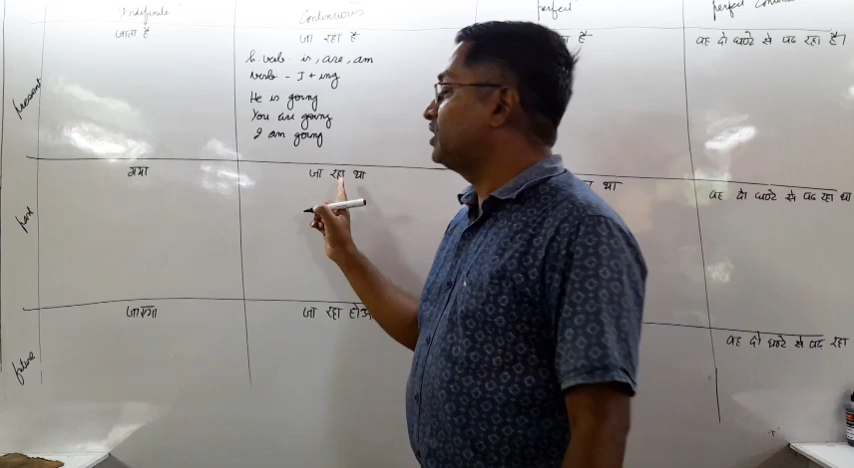 Indefinite
Continuous
perfect
perfect
जाता है
जा रहा है
है
वह दो घण्टे से पढ रहा है।
h. verb is, are, am
verb - I + ing
He is going
You are going
I am going
present
गया
जा रहा था
था
वह दो घण्टे से पढ रहा था
past
जाएगा
जा रहा
वह दो घण्टे से पढ रहा
future